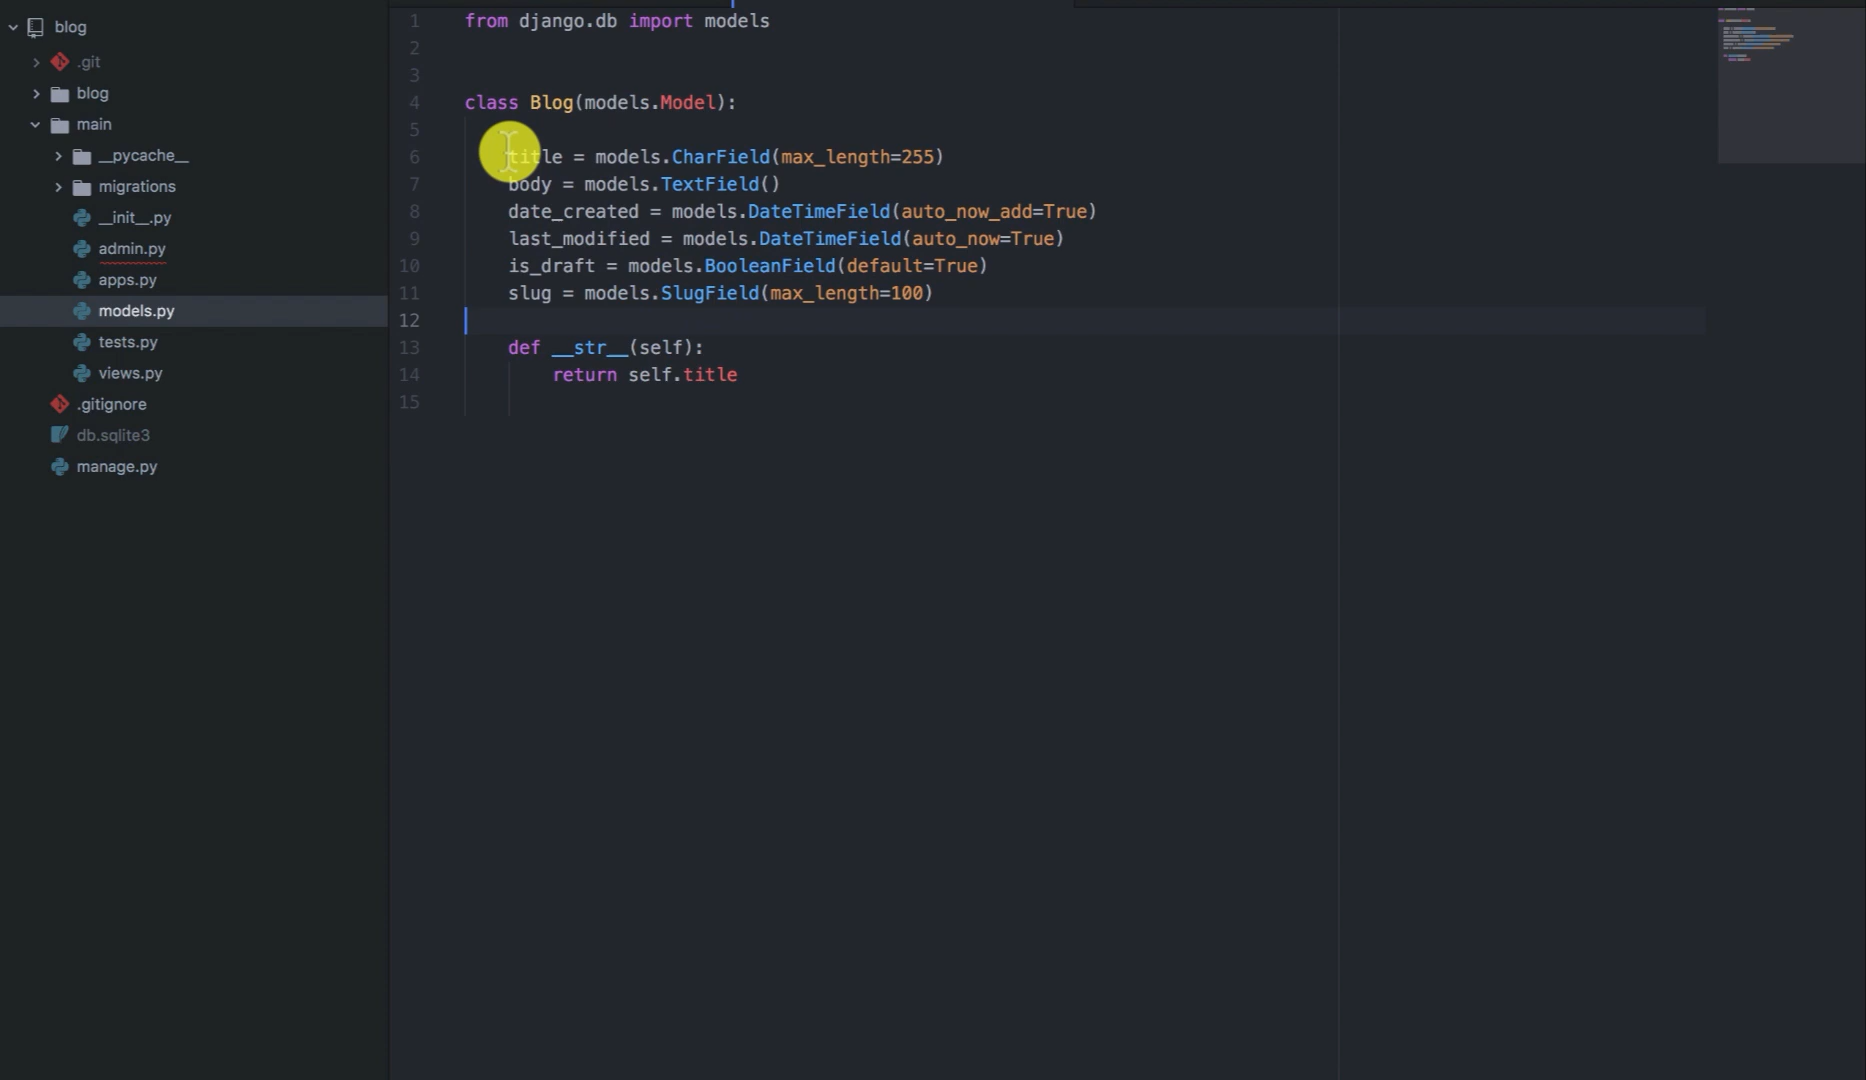 blog
.git
blog
main
__pycache__
migrations
__init__.py
admin.py
apps.py
models.py
tests.py
views.py
.gitignore
db.sqlite3
manage.py
1 from django.db import models
2
3
4 class Blog(models.Model):
5
6 title = models.CharField(max_length=255)
7 body = models.TextField()
8 date_created = models.DateTimeField(auto_now_add=True)
9 last_modified = models.DateTimeField(auto_now=True)
10 is_draft = models.BooleanField(default=True)
11 slug = models.SlugField(max_length=100)
12
13 def __str__(self):
14 return self.title
15